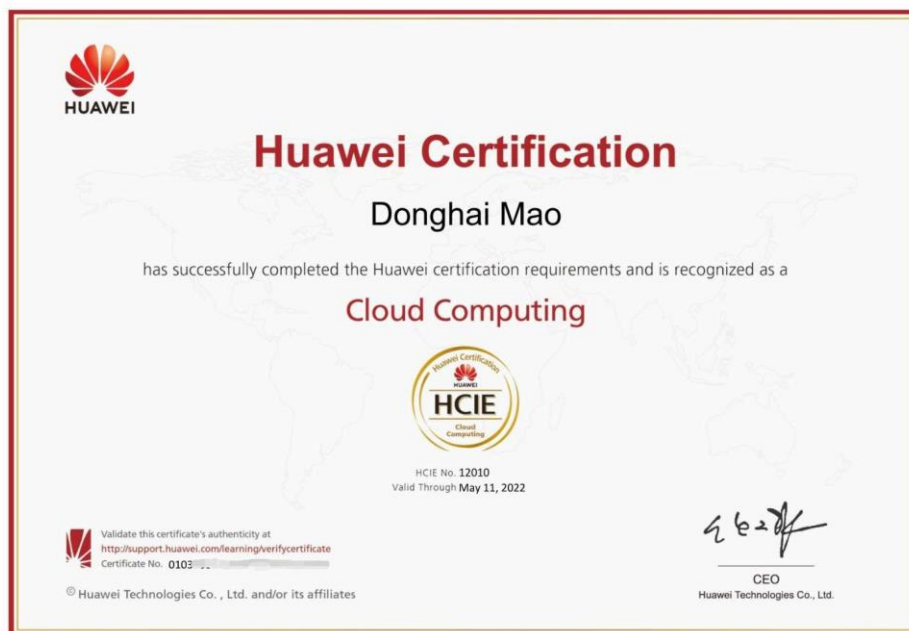 HUAWEI
Huawei Certification
Donghai Mao
has successfully completed the Huawei certification requirements and is recognized as a
Cloud Computing
Huawei Certification
HUAWEI
HCIE
Cloud
Computing
HCIE No. 12010
Valid Through May 11, 2022
Validate this certificate's authenticity at
http://support.huawei.com/learning/verifycertificate
Certificate No. 0103
© Huawei Technologies Co. , Ltd. and/or its affiliates
CEO
Huawei Technologies Co., Ltd.